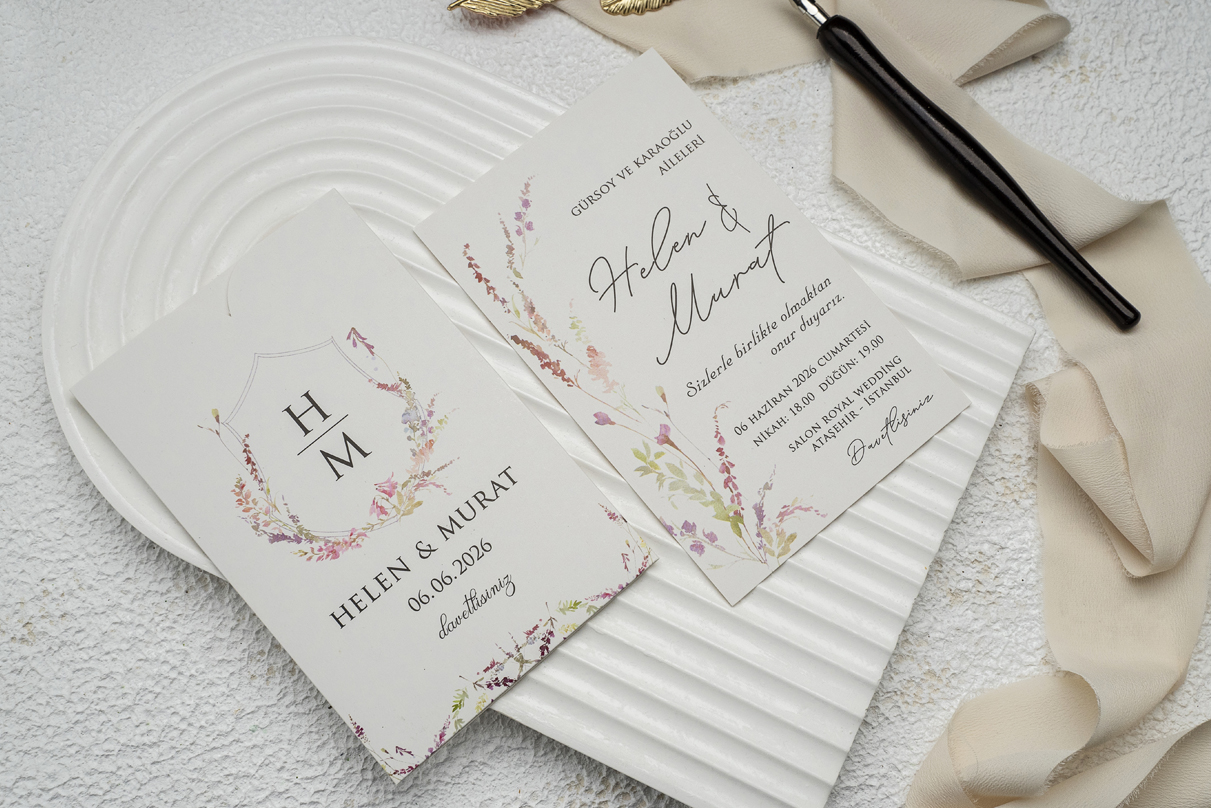 H
M
HELEN & MURAT
06.06.2026
davetlisiniz
GÜRSOY VE KARAOĞLU
AİLELERİ
Helen &
Murat
Sizlerle birlikte olmaktan
onur duyarız.
06 HAZİRAN 2026 CUMARTESİ
NİKAH: 18.00 DÜĞÜN: 19.00
SALON ROYAL WEDDING
ATAŞEHİR - İSTANBUL
Davetlisiniz